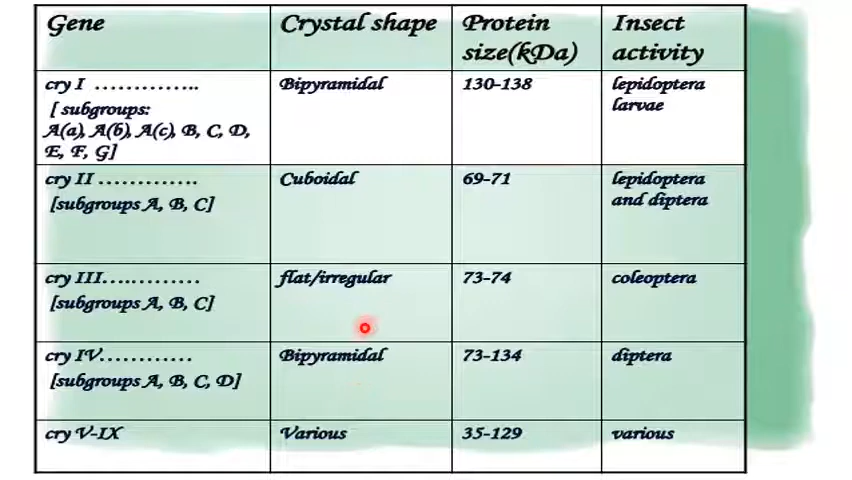 Gene Crystal shape Protein size(kDa) Insect activity
cry I ………….. Bipyramidal 130-138 lepidoptera larvae
[ subgroups:
A(a), A(b), A(c), B, C, D,
E, F, G]
cry II …………. Cuboidal 69-71 lepidoptera and diptera
[subgroups A, B, C]
cry III….……… flat/irregular 73-74 coleoptera
[subgroups A, B, C]
cry IV………… Bipyramidal 73-134 diptera
[subgroups A, B, C, D]
cry V-IX Various 35-129 various